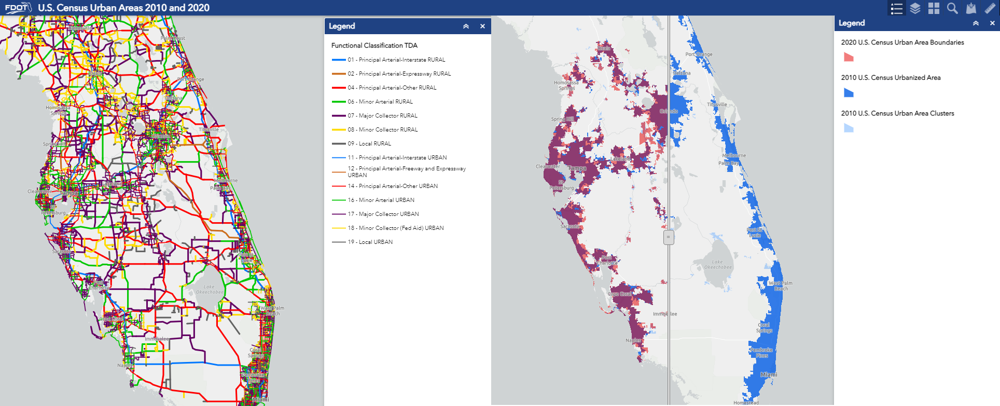 FDOT U.S. Census Urban Areas 2010 and 2020
Palm Coast
Ocala
Port Orange
Deltona
Homosassa
Springs
Titusville
Orlando
Spring Hill
Lakeland
Melbourne
Palm Bay
Clearwater
Tampa
St
Petersburg
Sarasota
Port St
Lucie
Port
Charlotte
Lake
Okeechobee
West Palm
Beach
Cape Coral
Immokalee
Coral
Springs
Naples
Pembroke
Pines
Miami
Legend
Functional Classification TDA
01 - Principal Arterial-Interstate RURAL
02 - Principal Arterial-Expressway RURAL
04 - Principal Arterial-Other RURAL
06 - Minor Arterial RURAL
07 - Major Collector RURAL
08 - Minor Collector RURAL
09 - Local RURAL
11 - Principal Arterial-Interstate URBAN
12 - Principal Arterial-Freeway and Expressway
URBAN
14 - Principal Arterial-Other URBAN
16 - Minor Arterial URBAN
17 - Major Collector URBAN
18 - Minor Collector (Fed Aid) URBAN
19 - Local URBAN
Ocala
Port Orange
Deltona
Homosassa
Springs
Titusville
Orlando
Spring Hill
Melbourne
Palm Bay
Lakeland
Clearwater
Tampa
St
Petersburg
Sarasota
Port St
Lucie
Port
Charlotte
Lake
Okeechobee
West Palm
Beach
Cape Coral
Immokalee
Coral
Springs
Naples
Pembroke
Pines
Miami
Homestead
Legend
2020 U.S. Census Urban Area Boundaries
2010 U.S. Census Urbanized Area
2010 U.S. Census Urban Area Clusters